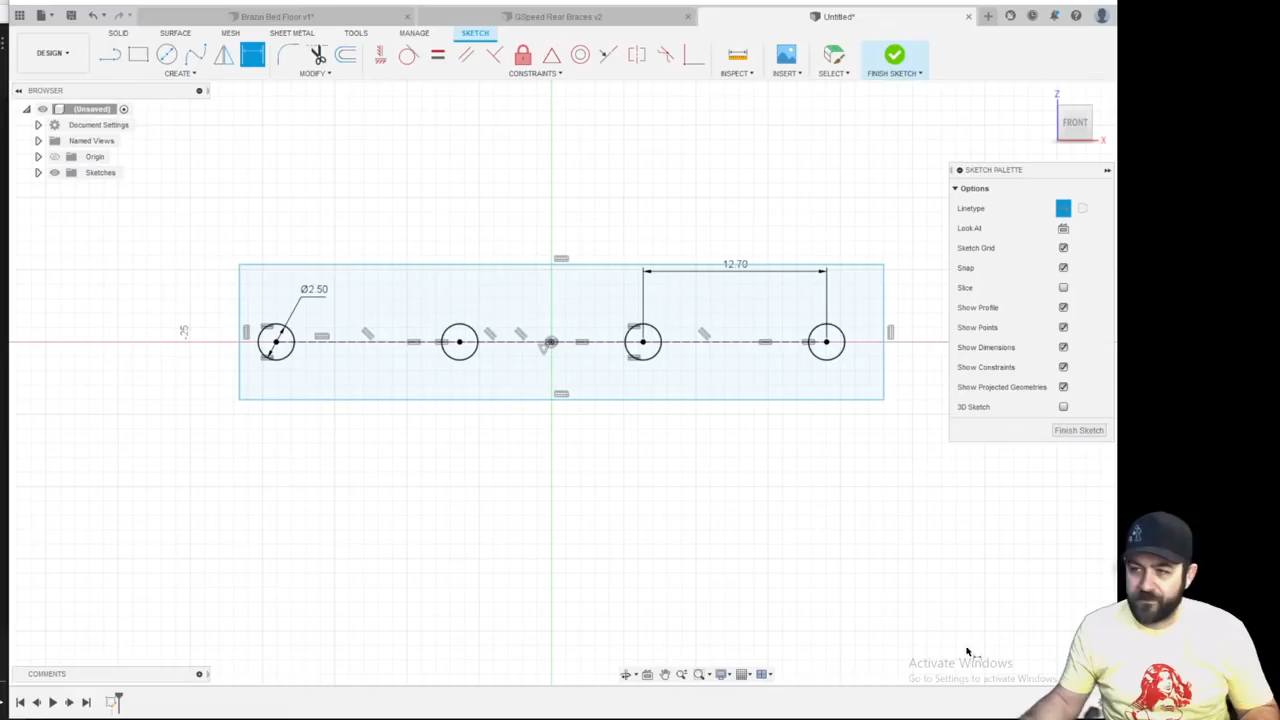 Brazin Bed Floor v1*
GSpeed Rear Braces v2
Untitled*
SOLID
SURFACE
MESH
SHEET METAL
TOOLS
MANAGE
SKETCH
DESIGN
CREATE
MODIFY
CONSTRAINTS
INSPECT
INSERT
SELECT
FINISH SKETCH
BROWSER
(Unsaved)
Document Settings
Named Views
Origin
Sketches
Z
FRONT
X
SKETCH PALETTE
Options
Linetype
Look At
Sketch Grid
Snap
Slice
Show Profile
Show Points
Show Dimensions
Show Constraints
Show Projected Geometries
3D Sketch
Finish Sketch
12.70
Ø2.50
-25
COMMENTS
Activate Windows
Go to Settings to activate Windows.